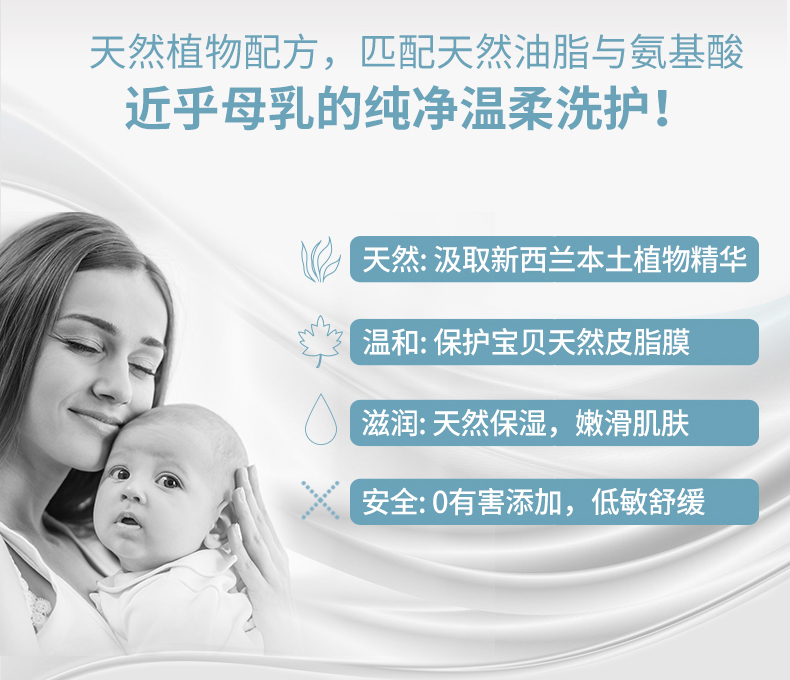 天然植物配方，匹配天然油脂与氨基酸
近乎母乳的纯净温柔洗护！
天然: 汲取新西兰本土植物精华
温和: 保护宝贝天然皮脂膜
滋润: 天然保湿，嫩滑肌肤
安全: 0有害添加，低敏舒缓